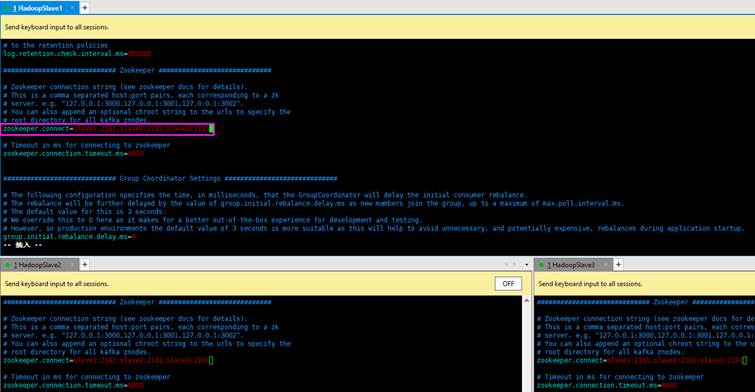 1 HadoopSlave1 × +
Send keyboard input to all sessions.
# to the retention policies
log.retention.check.interval.ms=300000
############################ Zookeeper ############################
# Zookeeper connection string (see zookeeper docs for details).
# This is a comma separated host:port pairs, each corresponding to a zk
# server. e.g. "127.0.0.1:3000,127.0.0.1:3001,127.0.0.1:3002".
# You can also append an optional chroot string to the urls to specify the
# root directory for all kafka znodes.
zookeeper.connect=slave1:2181,slave2:2181,slave3:2181
# Timeout in ms for connecting to zookeeper
zookeeper.connection.timeout.ms=6000
############################ Group Coordinator Settings ############################
# The following configuration specifies the time, in milliseconds, that the GroupCoordinator will delay the initial consumer rebalance.
# The rebalance will be further delayed by the value of group.initial.rebalance.delay.ms as new members join the group, up to a maximum of max.poll.interval.ms.
# The default value for this is 3 seconds.
# We override this to 0 here as it makes for a better out-of-the-box experience for development and testing.
# However, in production environments the default value of 3 seconds is more suitable as this will help to avoid unnecessary, and potentially expensive, rebalances during application startup.
group.initial.rebalance.delay.ms=0
-- 插入 --
1 HadoopSlave2 × +
Send keyboard input to all sessions. OFF
############################ Zookeeper ############################
# Zookeeper connection string (see zookeeper docs for details).
# This is a comma separated host:port pairs, each corresponding to a zk
# server. e.g. "127.0.0.1:3000,127.0.0.1:3001,127.0.0.1:3002".
# You can also append an optional chroot string to the urls to specify the
# root directory for all kafka znodes.
zookeeper.connect=slave1:2181,slave2:2181,slave3:2181
# Timeout in ms for connecting to zookeeper
zookeeper.connection.timeout.ms=6000
1 HadoopSlave3 × +
Send keyboard input to all sessions.
############################ Zookeeper ##################
# Zookeeper connection string (see zookeeper docs for de
# This is a comma separated host:port pairs, each corres
# server. e.g. "127.0.0.1:3000,127.0.0.1:3001,127.0.0.1:
# You can also append an optional chroot string to the u
# root directory for all kafka znodes.
zookeeper.connect=slave1:2181,slave2:2181,slave3:2181
# Timeout in ms for connecting to zookeeper
zookeeper.connection.timeout.ms=6000